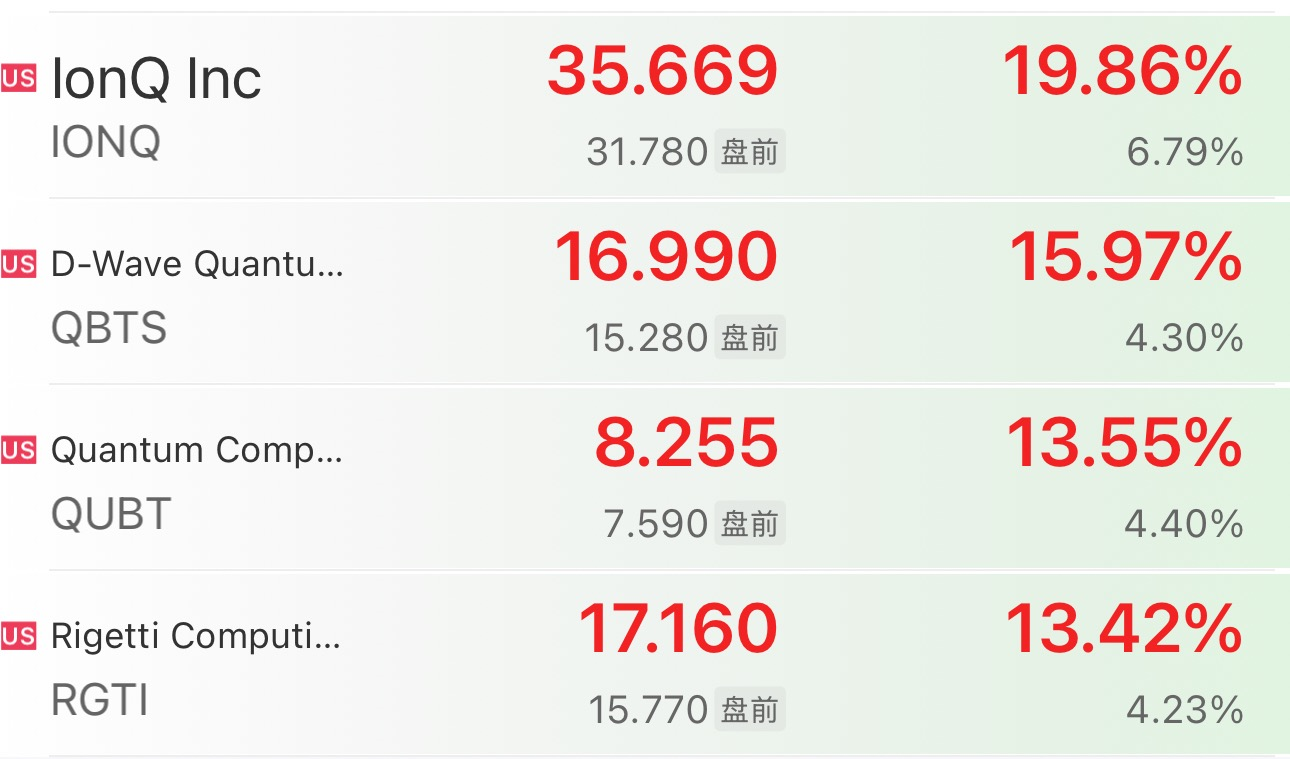 US IonQ Inc 35.669 19.86%
IONQ 31.780 盘前 6.79%
US D-Wave Quantu... 16.990 15.97%
QBTS 15.280 盘前 4.30%
US Quantum Comp... 8.255 13.55%
QUBT 7.590 盘前 4.40%
US Rigetti Computi... 17.160 13.42%
RGTI 15.770 盘前 4.23%